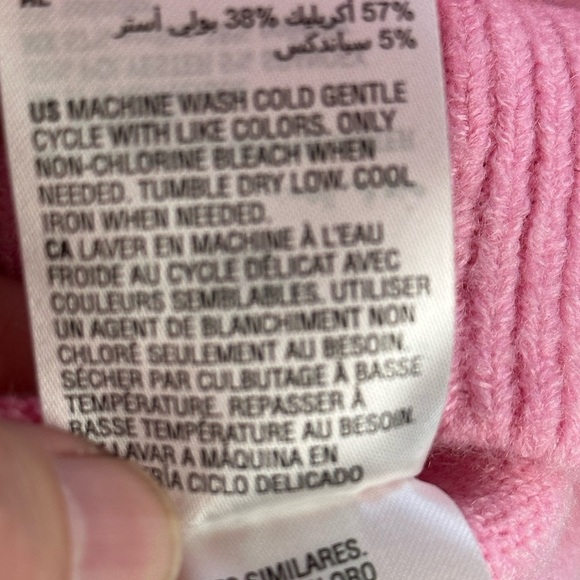 57% أكريليك 38% بولي أستر
5% سباندكس
US MACHINE WASH COLD GENTLE
CYCLE WITH LIKE COLORS. ONLY
NON-CHLORINE BLEACH WHEN
NEEDED. TUMBLE DRY LOW. COOL
IRON WHEN NEEDED.
CA LAVER EN MACHINE À L'EAU
FROIDE AU CYCLE DÉLICAT AVEC
COULEURS SEMBLABLES. UTILISER
UN AGENT DE BLANCHIMENT NON
CHLORÉ SEULEMENT AU BESOIN.
SÉCHER PAR CULBUTAGE À BASSE
TEMPÉRATURE. REPASSER À
BASSE TEMPÉRATURE AU BESOIN.
LAVAR A MÁQUINA EN
CICLO DELICADO
SIMILARES.